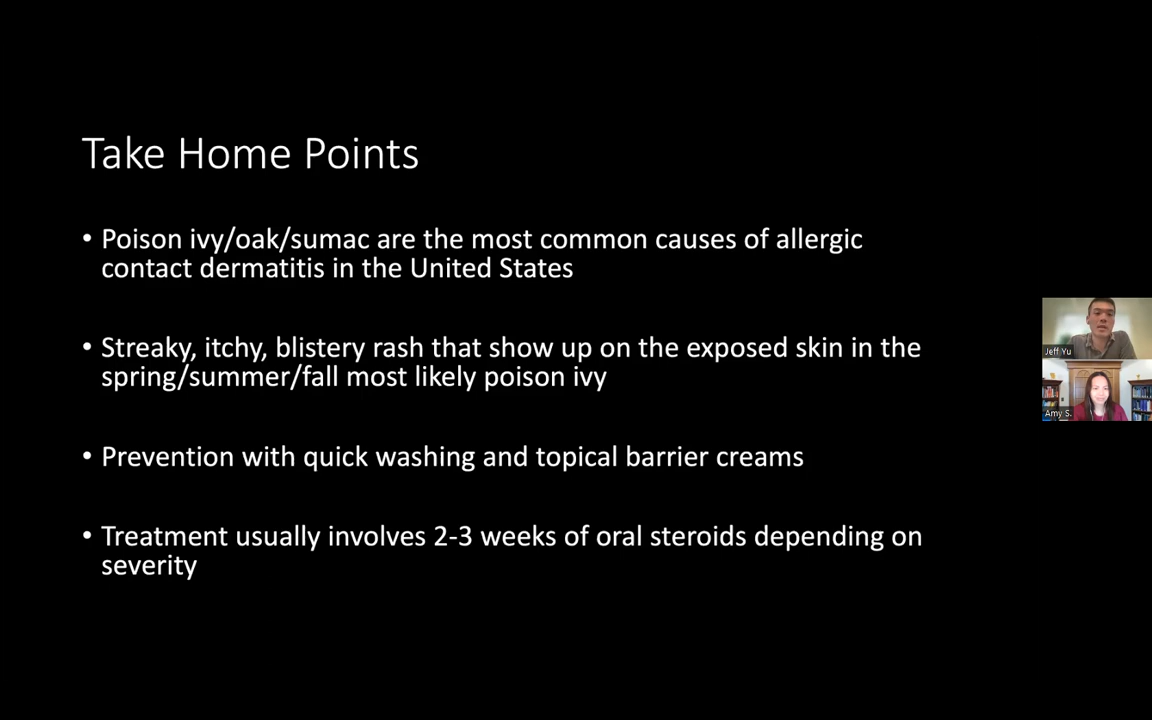 Take Home Points
• Poison ivy/oak/sumac are the most common causes of allergic
contact dermatitis in the United States
• Streaky, itchy, blistery rash that show up on the exposed skin in the
spring/summer/fall most likely poison ivy
• Prevention with quick washing and topical barrier creams
• Treatment usually involves 2-3 weeks of oral steroids depending on
severity
Jeff Yu
Amy S.